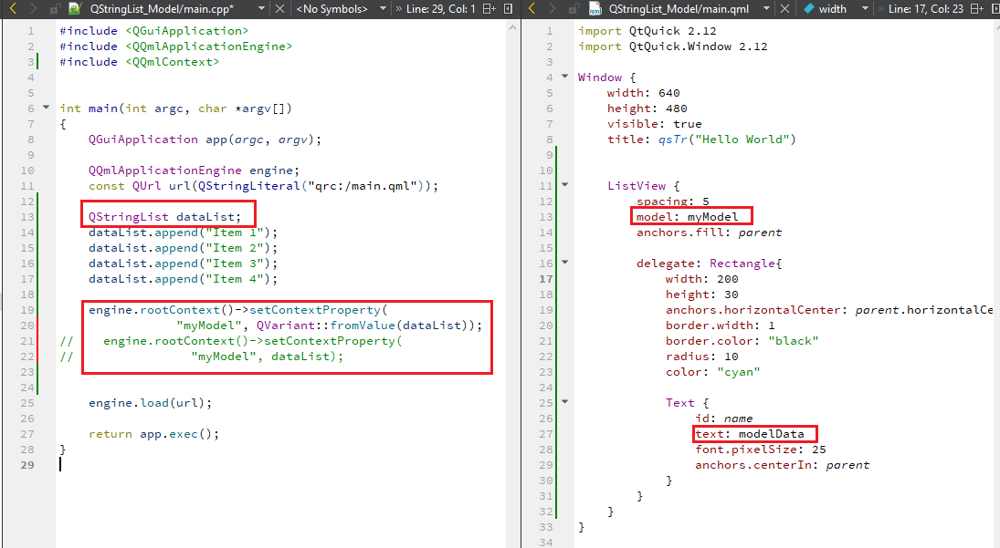 QStringList_Model/main.cpp* <No Symbols> » Line: 29, Col: 1
1 #include <QGuiApplication>
2 #include <QQmlApplicationEngine>
3 #include <QQmlContext>
4
5
6 int main(int argc, char *argv[])
7 {
8     QGuiApplication app(argc, argv);
9
10     QQmlApplicationEngine engine;
11     const QUrl url(QStringLiteral("qrc:/main.qml"));
12
13     QStringList dataList;
14     dataList.append("Item 1");
15     dataList.append("Item 2");
16     dataList.append("Item 3");
17     dataList.append("Item 4");
18
19     engine.rootContext()->setContextProperty(
20                 "myModel", QVariant::fromValue(dataList));
21 //    engine.rootContext()->setContextProperty(
22 //                "myModel", dataList);
23
24
25     engine.load(url);
26
27     return app.exec();
28 }
29
QStringList_Model/main.qml width » Line: 17, Col: 23
1 import QtQuick 2.12
2 import QtQuick.Window 2.12
3
4 Window {
5     width: 640
6     height: 480
7     visible: true
8     title: qsTr("Hello World")
9
10
11     ListView {
12         spacing: 5
13         model: myModel
14         anchors.fill: parent
15
16         delegate: Rectangle{
17             width: 200
18             height: 30
19             anchors.horizontalCenter: parent.horizontalCe
20             border.width: 1
21             border.color: "black"
22             radius: 10
23             color: "cyan"
24
25             Text {
26                 id: name
27                 text: modelData
28                 font.pixelSize: 25
29                 anchors.centerIn: parent
30             }
31         }
32     }
33 }
34